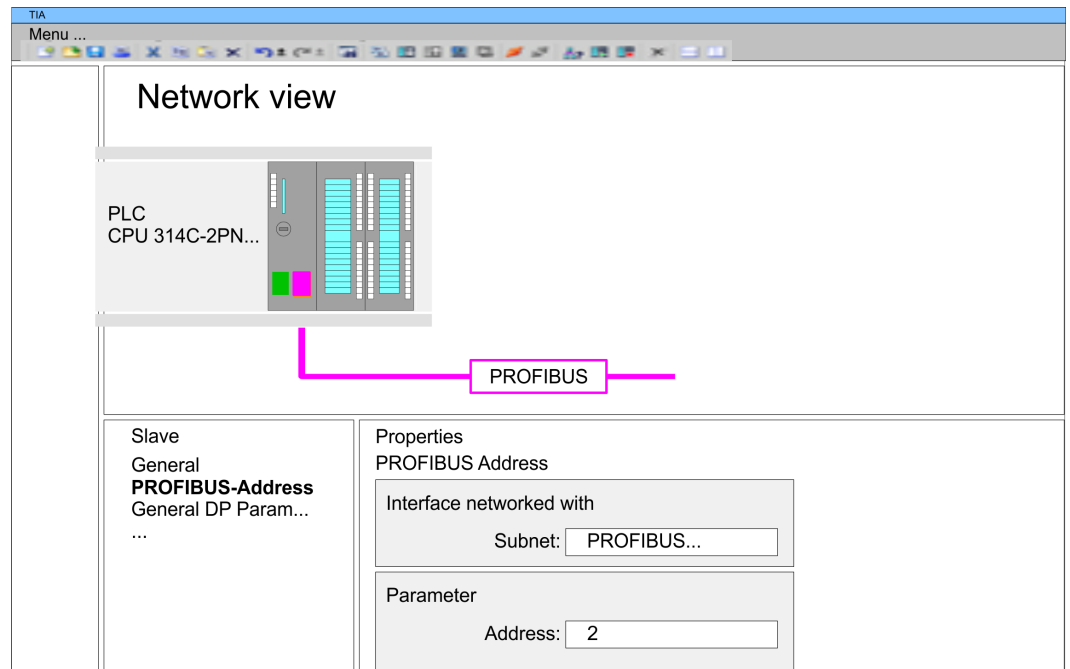 TIA
Menu ...
Network view
PLC
CPU 314C-2PN...
PROFIBUS
Slave
General
PROFIBUS-Address
General DP Param...
...
Properties
PROFIBUS Address
Interface networked with
Subnet: PROFIBUS...
Parameter
Address: 2